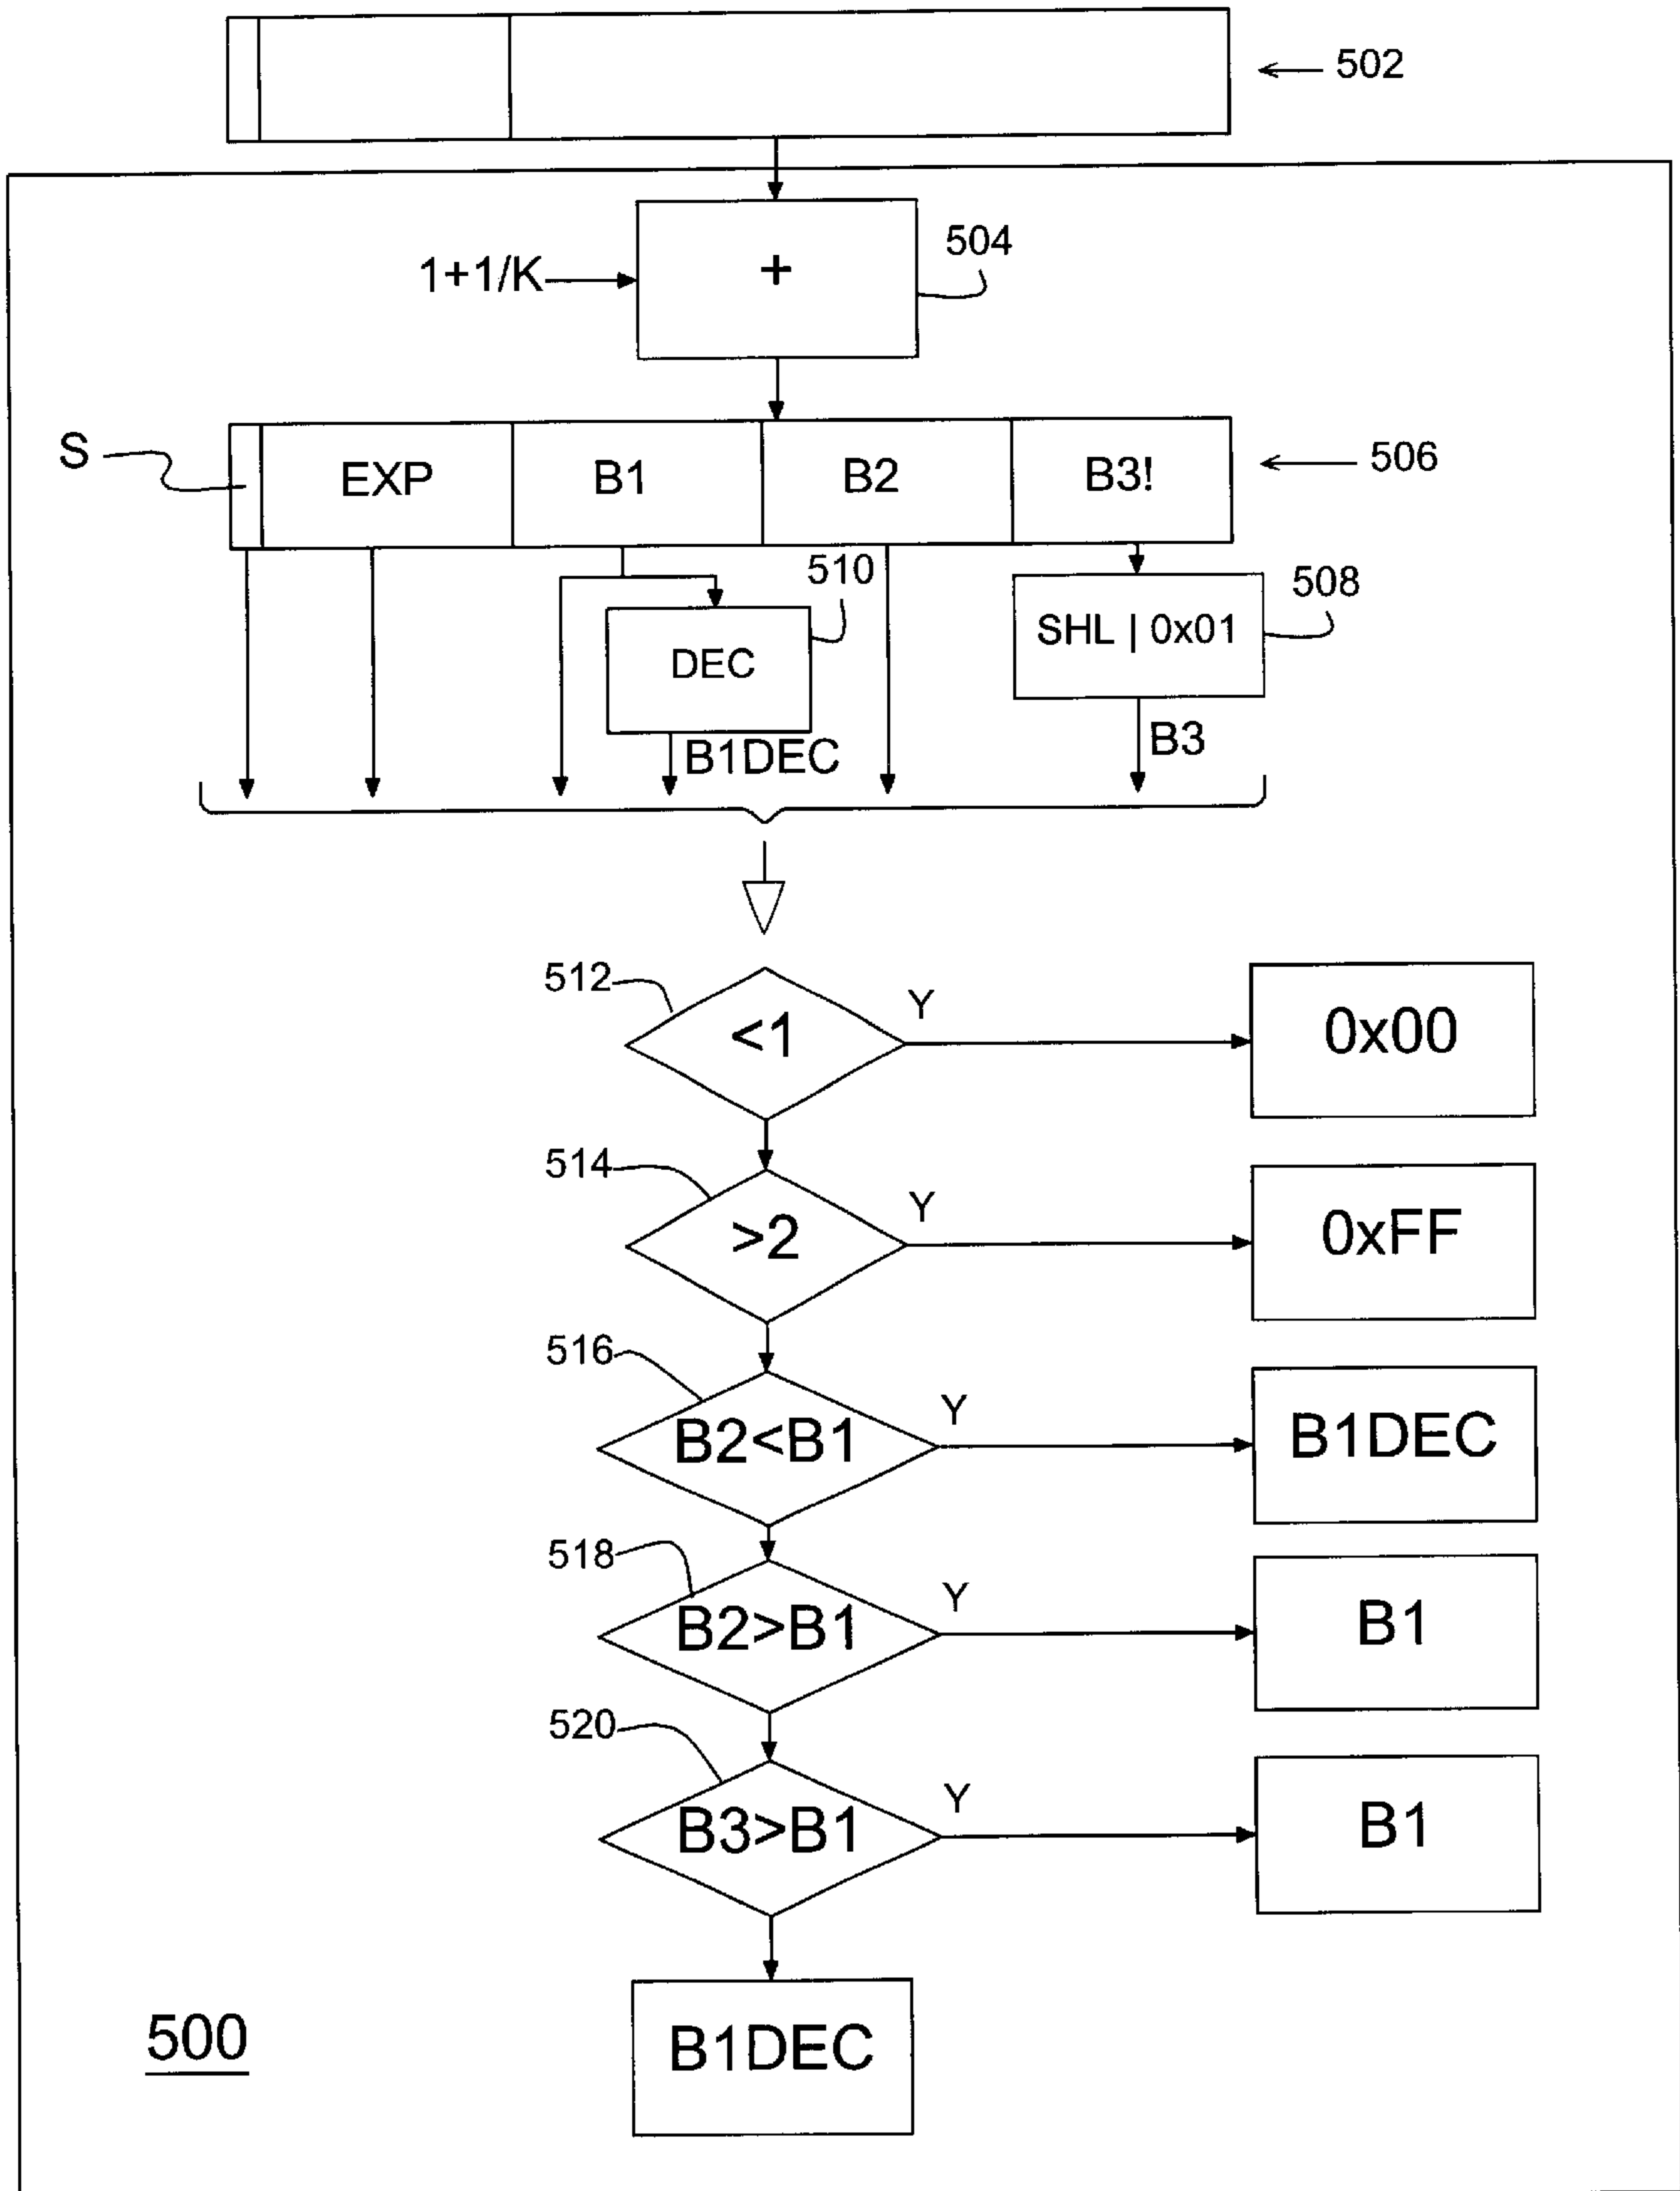 502
504
1+1/K
+
S
EXP
B1
B2
B3!
506
510
508
DEC
SHL | 0x01
B1DEC
B3
512
<1
Y
0x00
514
>2
Y
0xFF
516
B2<B1
Y
B1DEC
518
B2>B1
Y
B1
520
B3>B1
Y
B1
B1DEC
500